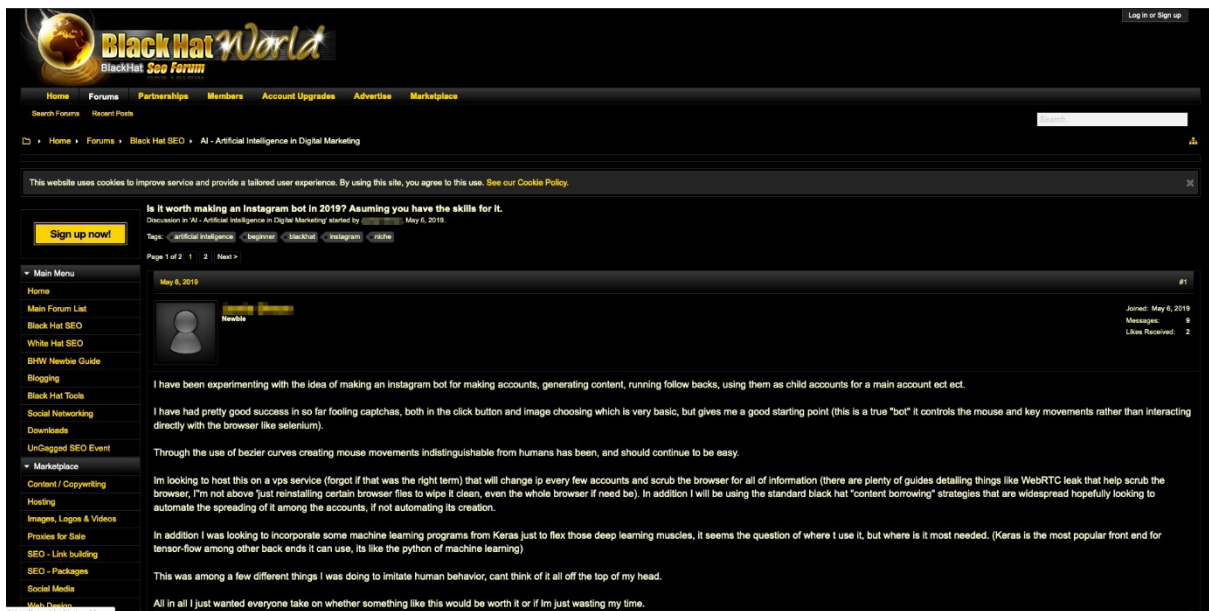 Log in or Sign up
BlackHat World
BlackHat Seo Forum
Home Forums Partnerships Members Account Upgrades Advertise Marketplace
Search Forums Recent Posts
Search...
Home Forums Black Hat SEO AI - Artificial Intelligence in Digital Marketing
This website uses cookies to improve service and provide a tailored user experience. By using this site, you agree to this use. See our Cookie Policy.
Sign up now!
Main Menu
Home
Main Forum List
Black Hat SEO
White Hat SEO
BHW Newbie Guide
Blogging
Black Hat Tools
Social Networking
Downloads
UnGagged SEO Event
Marketplace
Content / Copywriting
Hosting
Images, Logos & Videos
Proxies for Sale
SEO - Link building
SEO - Packages
Social Media
Web Design
Is it worth making an Instagram bot in 2019? Asuming you have the skills for it.
Discussion in 'AI - Artificial Intelligence in Digital Marketing' started by , May 6, 2019.
Tags: artificial inteligence beginner blackhat instagram niche
Page 1 of 2 1 2 Next >
May 6, 2019 #1
Newbie
Joined: May 6, 2019
Messages: 9
Likes Received: 2
I have been experimenting with the idea of making an instagram bot for making accounts, generating content, running follow backs, using them as child accounts for a main account ect ect.
I have had pretty good success in so far fooling captchas, both in the click button and image choosing which is very basic, but gives me a good starting point (this is a true "bot" it controls the mouse and key movements rather than interacting
directly with the browser like selenium).
Through the use of bezier curves creating mouse movements indistinguishable from humans has been, and should continue to be easy.
Im looking to host this on a vps service (forgot if that was the right term) that will change ip every few accounts and scrub the browser for all of information (there are plenty of guides detailing things like WebRTC leak that help scrub the
browser, I"m not above 'just reinstalling certain browser files to wipe it clean, even the whole browser if need be). In addition I will be using the standard black hat "content borrowing" strategies that are widespread hopefully looking to
automate the spreading of it among the accounts, if not automating its creation.
In addition I was looking to incorporate some machine learning programs from Keras just to flex those deep learning muscles, it seems the question of where t use it, but where is it most needed. (Keras is the most popular front end for
tensor-flow among other back ends it can use, its like the python of machine learning)
This was among a few different things I was doing to imitate human behavior, cant think of it all off the top of my head.
All in all I just wanted everyone take on whether something like this would be worth it or if Im just wasting my time.